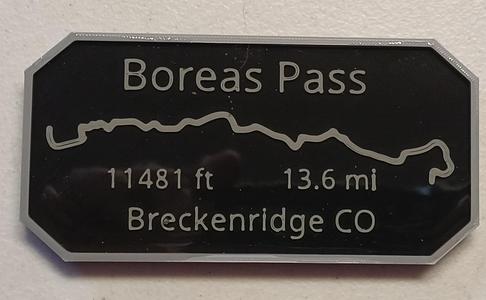 Boreas Pass
11481 ft 13.6 mi
Breckenridge CO